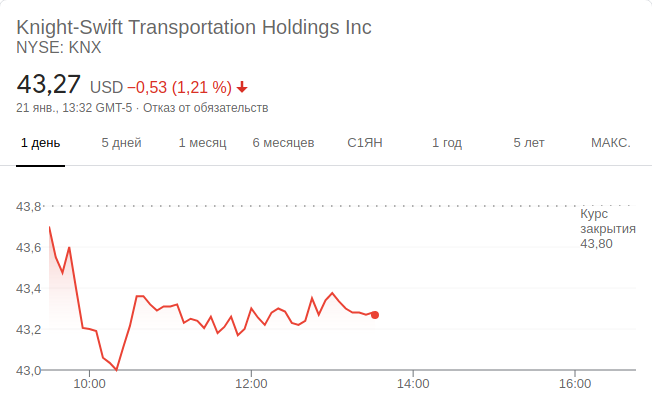 Knight-Swift Transportation Holdings Inc
NYSE: KNX
43,27 USD −0,53 (1,21 %)
21 янв., 13:32 GMT-5 · Отказ от обязательств
1 день 5 дней 1 месяц 6 месяцев С1ЯН 1 год 5 лет МАКС.
43,8
Курс
закрытия
43,80
43,6
43,4
43,2
43,0
10:00 12:00 14:00 16:00